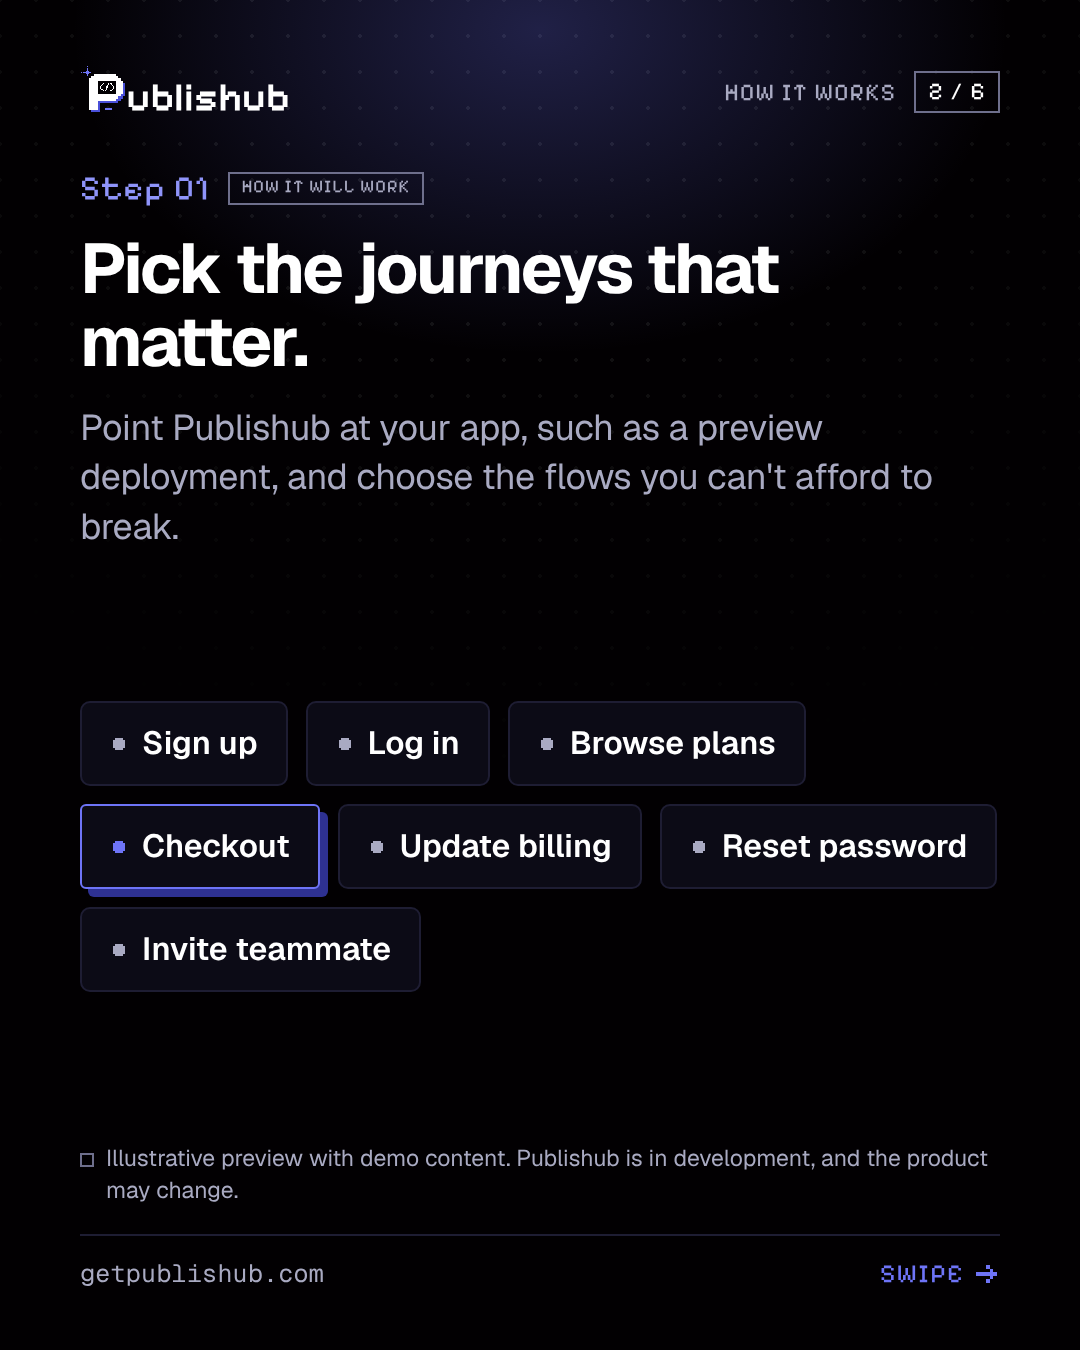 Publishub
HOW IT WORKS
2 / 6
Step 01
HOW IT WILL WORK
Pick the journeys that
matter.
Point Publishub at your app, such as a preview
deployment, and choose the flows you can't afford to
break.
Sign up
Log in
Browse plans
Checkout
Update billing
Reset password
Invite teammate
Illustrative preview with demo content. Publishub is in development, and the product
may change.
getpublishub.com
SWIPE →